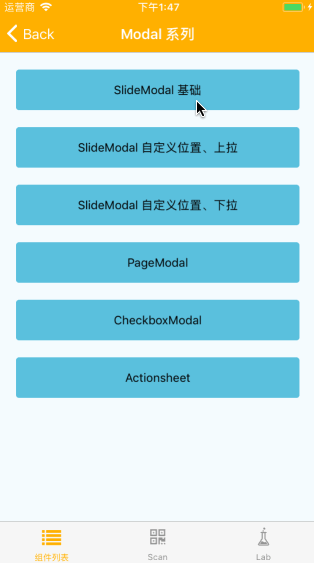 运营商 下午1:47
Back Modal 系列
SlideModal 基础
SlideModal 自定义位置、上拉
SlideModal 自定义位置、下拉
PageModal
CheckboxModal
Actionsheet
组件列表 Scan Lab